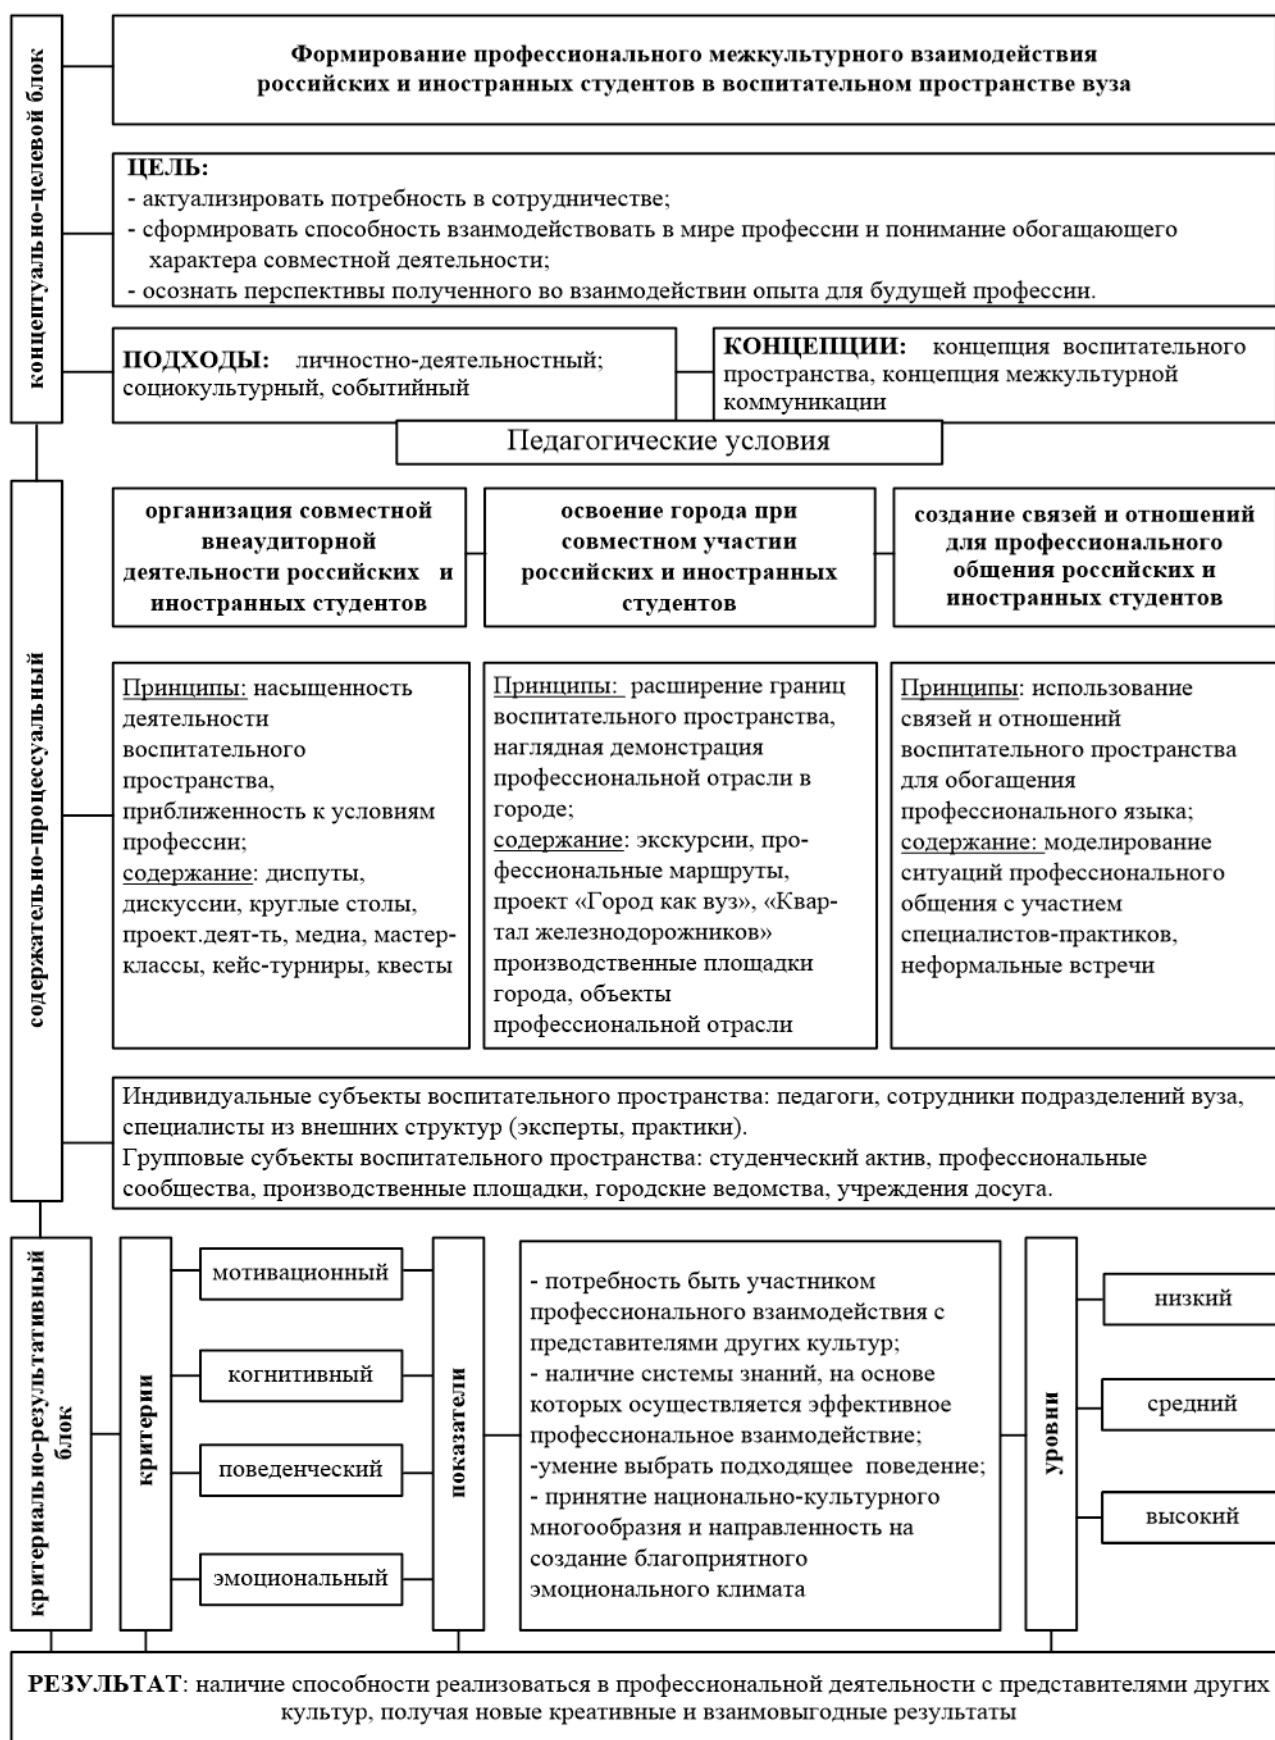 концептуально-целевой блок
Формирование профессионального межкультурного взаимодействия
российских и иностранных студентов в воспитательном пространстве вуза
ЦЕЛЬ:
- актуализировать потребность в сотрудничестве;
- сформировать способность взаимодействовать в мире профессии и понимание обогащающего
характера совместной деятельности;
- осознать перспективы полученного во взаимодействии опыта для будущей профессии.
ПОДХОДЫ: личностно-деятельностный;
социокультурный, событийный
КОНЦЕПЦИИ: концепция воспитательного
пространства, концепция межкультурной
коммуникации
Педагогические условия
содержательно-процессуальный
организация совместной
внеаудиторной
деятельности российских и
иностранных студентов
освоение города при
совместном участии
российских и иностранных
студентов
создание связей и отношений
для профессионального
общения российских и
иностранных студентов
Принципы: насыщенность
деятельности
воспитательного
пространства,
приближенность к условиям
профессии;
содержание: диспуты,
дискуссии, круглые столы,
проект.деят-ть, медиа, мастер-
классы, кейс-турниры, квесты
Принципы: расширение границ
воспитательного пространства,
наглядная демонстрация
профессиональной отрасли в
городе;
содержание: экскурсии, про-
фессиональные маршруты,
проект «Город как вуз», «Квар-
тал железнодорожников»
производственные площадки
города, объекты
профессиональной отрасли
Принципы: использование
связей и отношений
воспитательного пространства
для обогащения
профессионального языка;
содержание: моделирование
ситуаций профессионального
общения с участием
специалистов-практиков,
неформальные встречи
Индивидуальные субъекты воспитательного пространства: педагоги, сотрудники подразделений вуза,
специалисты из внешних структур (эксперты, практики).
Групповые субъекты воспитательного пространства: студенческий актив, профессиональные
сообщества, производственные площадки, городские ведомства, учреждения досуга.
критериально-результативный
блок
критерии
мотивационный
когнитивный
поведенческий
эмоциональный
показатели
- потребность быть участником
профессионального взаимодействия с
представителями других культур;
- наличие системы знаний, на основе
которых осуществляется эффективное
профессиональное взаимодействие;
-умение выбрать подходящее поведение;
- принятие национально-культурного
многообразия и направленность на
создание благоприятного
эмоционального климата
уровни
низкий
средний
высокий
РЕЗУЛЬТАТ: наличие способности реализоваться в профессиональной деятельности с представителями других
культур, получая новые креативные и взаимовыгодные результаты